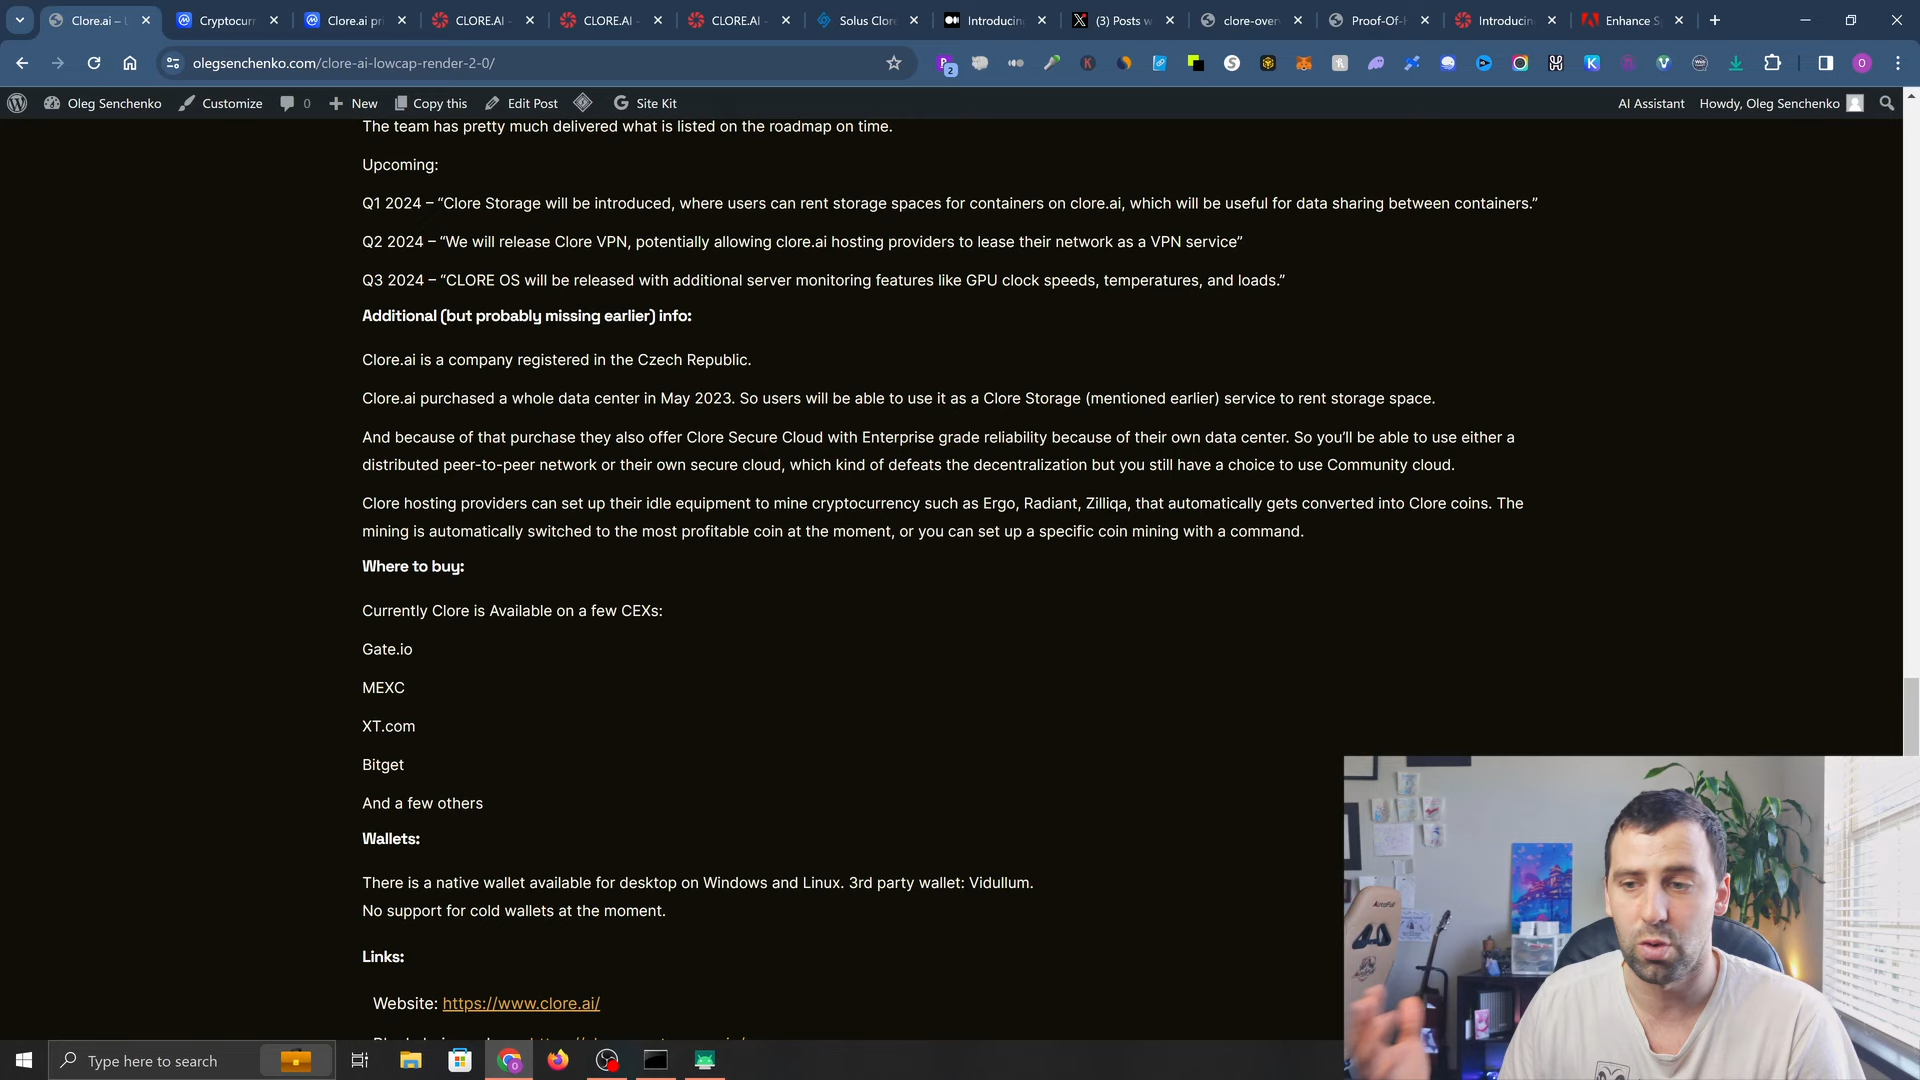 Clore.ai – L
Cryptocurr
Clore.ai pri
CLORE.AI -
CLORE.AI -
CLORE.AI -
Solus Clore
Introducin
(3) Posts w
clore-over
Proof-Of-H
Introducin
Enhance S
olegsenchenko.com/clore-ai-lowcap-render-2-0/
2
O
Oleg Senchenko
Customize
0
New
Copy this
Edit Post
Site Kit
AI Assistant
Howdy, Oleg Senchenko
The team has pretty much delivered what is listed on the roadmap on time.
Upcoming:
Q1 2024 – “Clore Storage will be introduced, where users can rent storage spaces for containers on clore.ai, which will be useful for data sharing between containers.”
Q2 2024 – “We will release Clore VPN, potentially allowing clore.ai hosting providers to lease their network as a VPN service”
Q3 2024 – “CLORE OS will be released with additional server monitoring features like GPU clock speeds, temperatures, and loads.”
Additional (but probably missing earlier) info:
Clore.ai is a company registered in the Czech Republic.
Clore.ai purchased a whole data center in May 2023. So users will be able to use it as a Clore Storage (mentioned earlier) service to rent storage space.
And because of that purchase they also offer Clore Secure Cloud with Enterprise grade reliability because of their own data center. So you’ll be able to use either a
distributed peer-to-peer network or their own secure cloud, which kind of defeats the decentralization but you still have a choice to use Community cloud.
Clore hosting providers can set up their idle equipment to mine cryptocurrency such as Ergo, Radiant, Zilliqa, that automatically gets converted into Clore coins. The
mining is automatically switched to the most profitable coin at the moment, or you can set up a specific coin mining with a command.
Where to buy:
Currently Clore is Available on a few CEXs:
Gate.io
MEXC
XT.com
Bitget
And a few others
Wallets:
There is a native wallet available for desktop on Windows and Linux. 3rd party wallet: Vidullum.
No support for cold wallets at the moment.
Links:
Website: https://www.clore.ai/
Type here to search